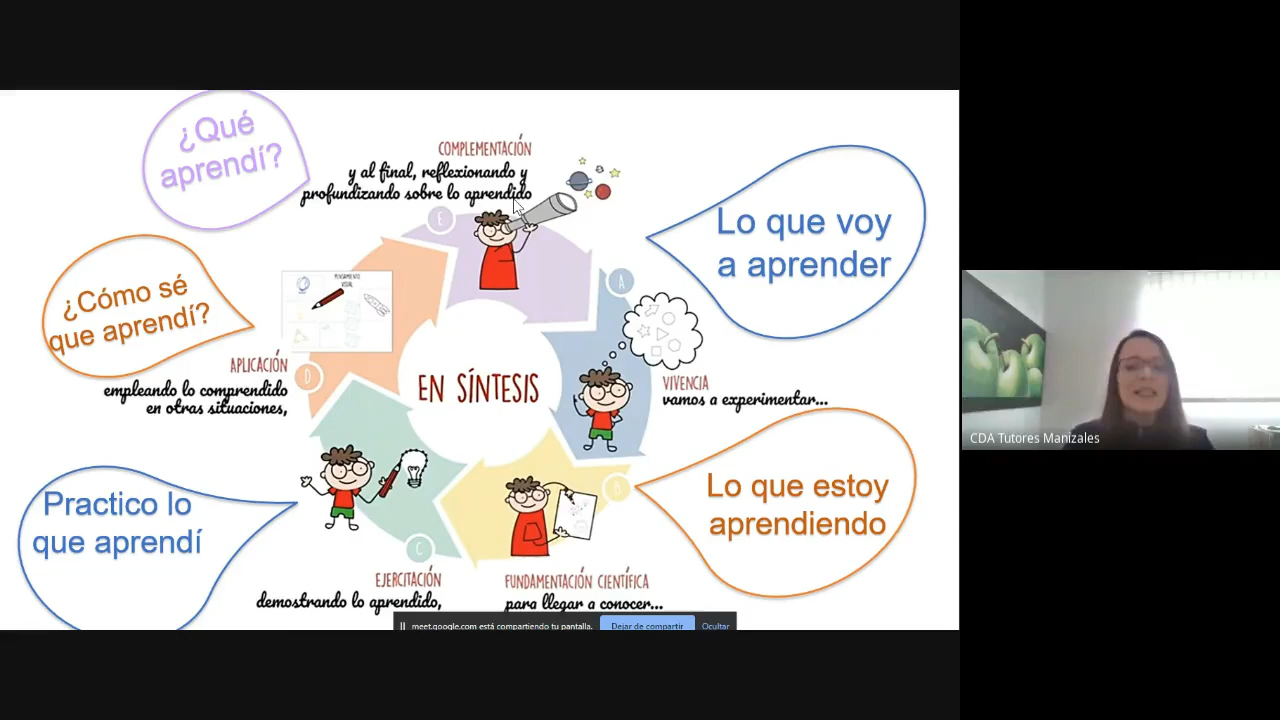 ¿Qué
aprendí?
COMPLEMENTACIÓN
y al final, reflexionando y
profundizando sobre lo aprendido
E
Lo que voy
a aprender
A
PENSAMIENTO
VISUAL
¿Cómo sé
que aprendí?
APLICACIÓN
D
empleando lo comprendido
en otras situaciones,
EN SÍNTESIS
VIVENCIA
vamos a experimentar...
CDA Tutores Manizales
Practico lo
que aprendí
B
Lo que estoy
aprendiendo
C
EJERCITACIÓN
demostrando lo aprendido,
FUNDAMENTACIÓN CIENTÍFICA
para llegar a conocer...
meet.google.com está compartiendo tu pantalla.
Dejar de compartir
Ocultar